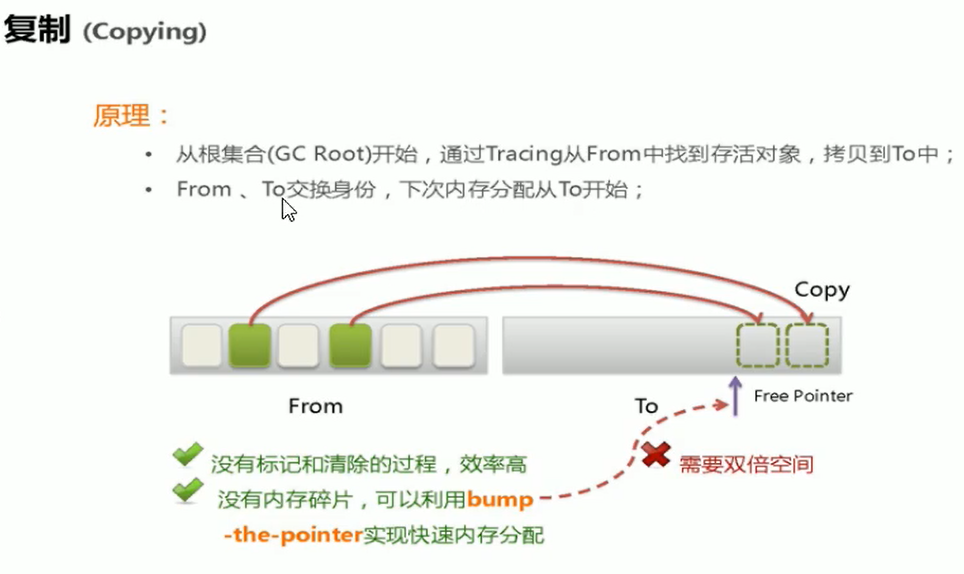 复制 (Copying)
原理：
• 从根集合(GC Root)开始，通过Tracing从From中找到存活对象，拷贝到To中；
• From 、To交换身份，下次内存分配从To开始；
Copy
From
To
Free Pointer
没有标记和清除的过程，效率高
需要双倍空间
没有内存碎片，可以利用bump
-the-pointer实现快速内存分配